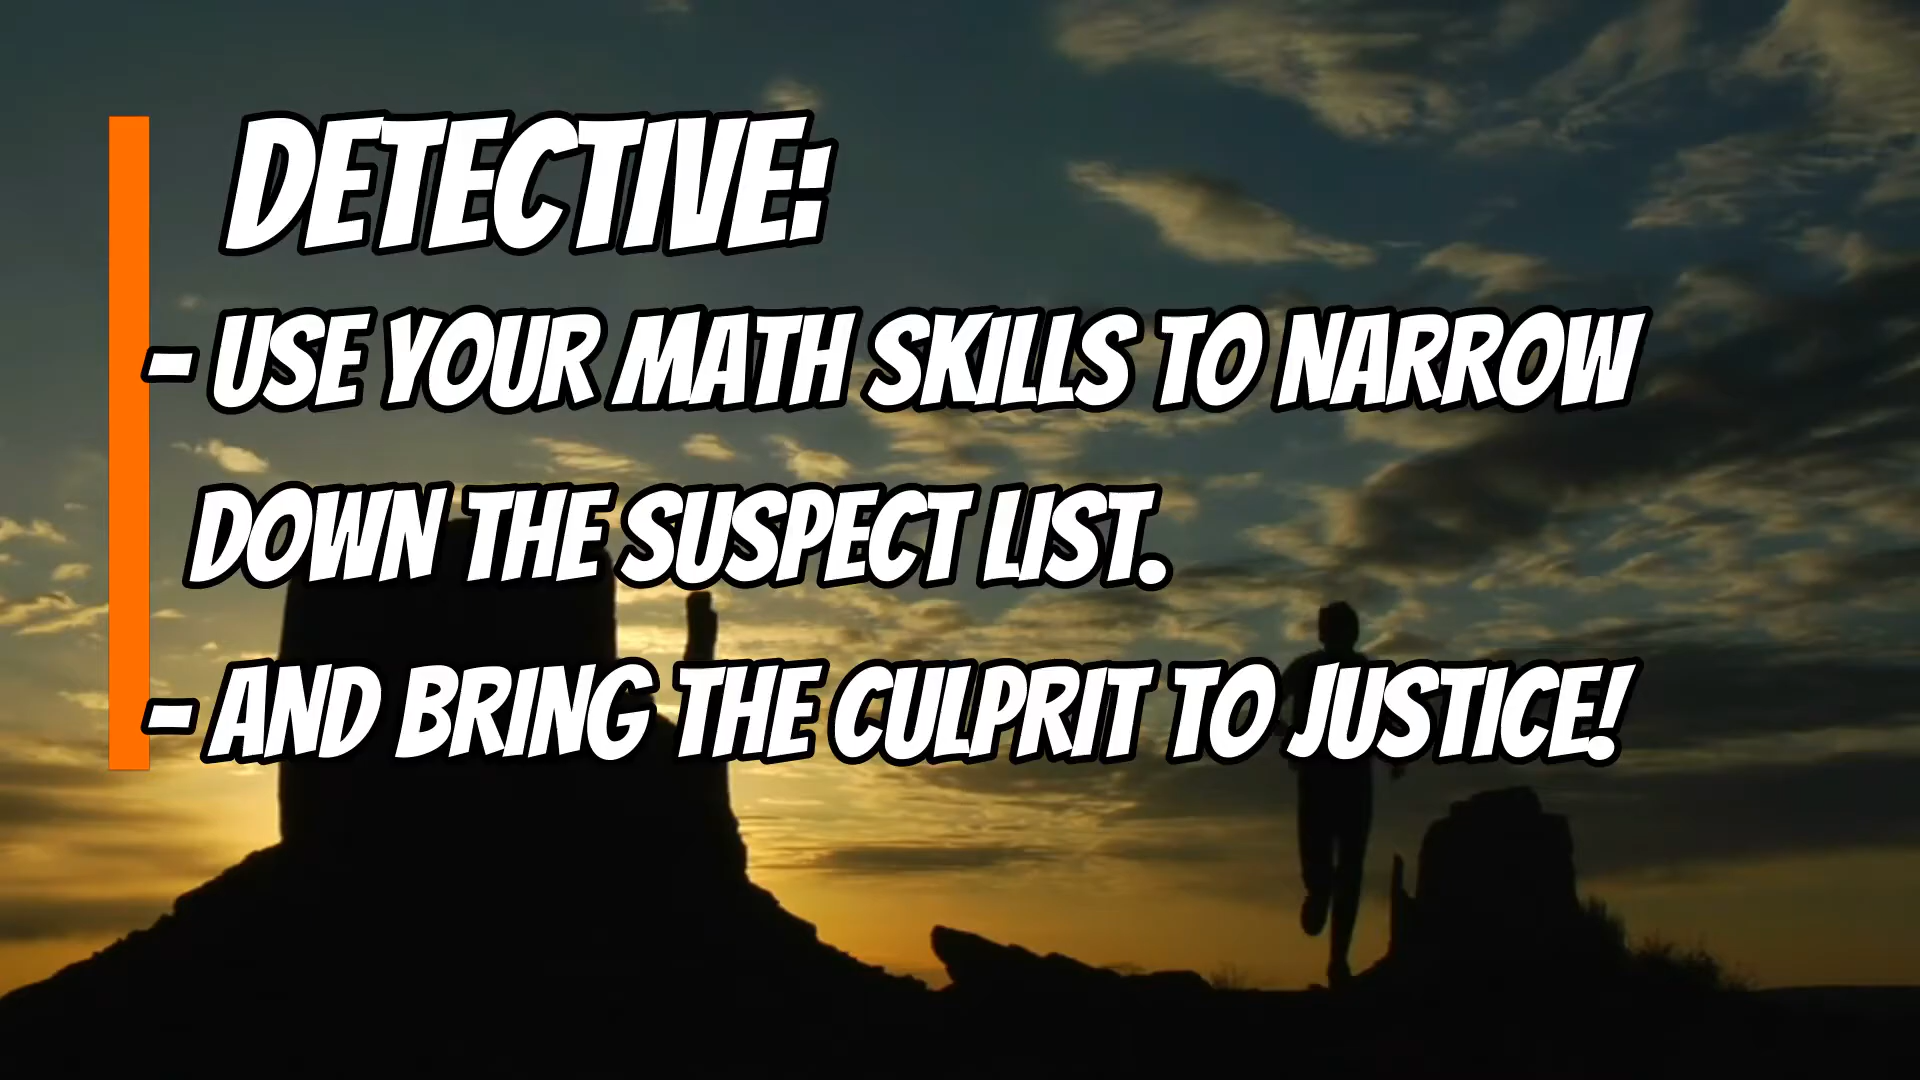 DETECTIVE:
- USE YOUR MATH SKILLS TO NARROW
DOWN THE SUSPECT LIST.
- AND BRING THE CULPRIT TO JUSTICE!